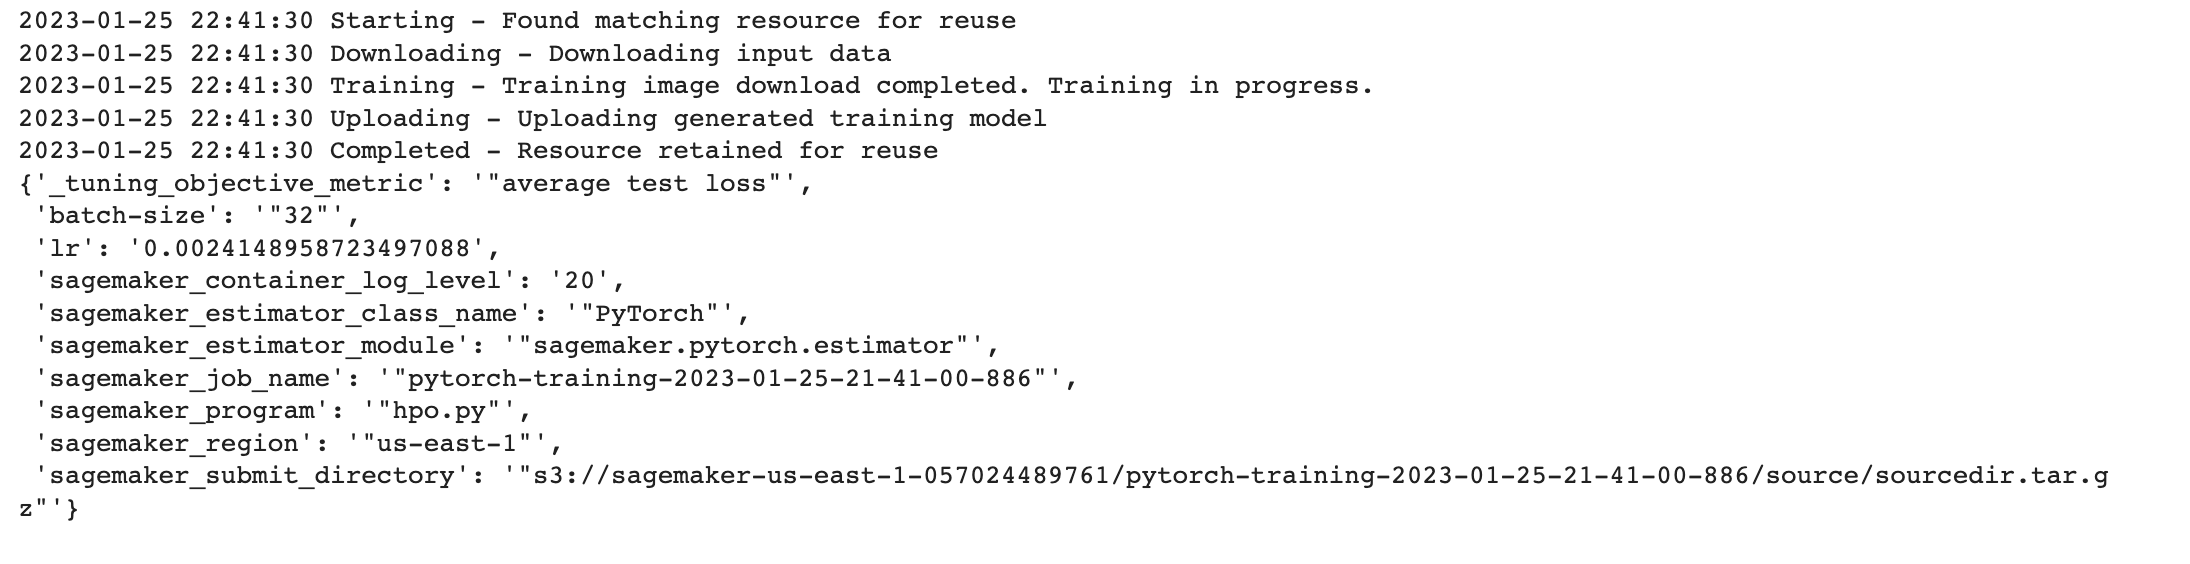 2023-01-25 22:41:30 Starting - Found matching resource for reuse
2023-01-25 22:41:30 Downloading - Downloading input data
2023-01-25 22:41:30 Training - Training image download completed. Training in progress.
2023-01-25 22:41:30 Uploading - Uploading generated training model
2023-01-25 22:41:30 Completed - Resource retained for reuse
{'_tuning_objective_metric': '"average test loss"',
 'batch-size': '"32"',
 'lr': '0.0024148958723497088',
 'sagemaker_container_log_level': '20',
 'sagemaker_estimator_class_name': '"PyTorch"',
 'sagemaker_estimator_module': '"sagemaker.pytorch.estimator"',
 'sagemaker_job_name': '"pytorch-training-2023-01-25-21-41-00-886"',
 'sagemaker_program': '"hpo.py"',
 'sagemaker_region': '"us-east-1"',
 'sagemaker_submit_directory': '"s3://sagemaker-us-east-1-057024489761/pytorch-training-2023-01-25-21-41-00-886/source/sourcedir.tar.g
z"'}